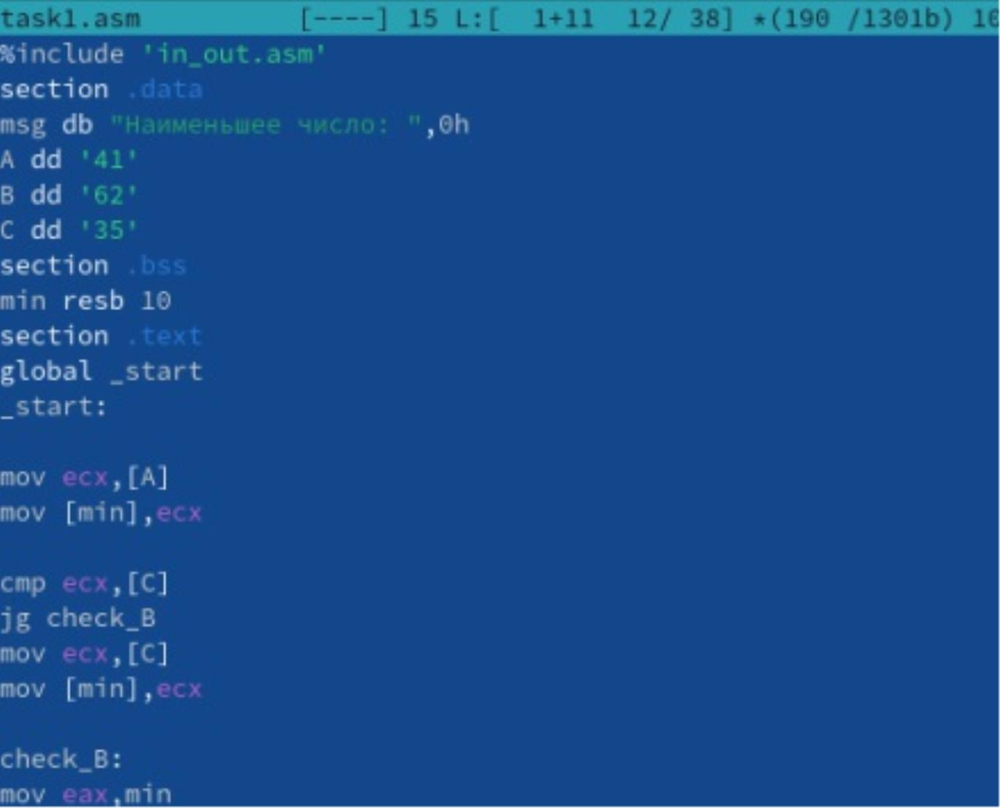 task1.asm [----] 15 L:[ 1+11 12/ 38] *(190 /1301b) 16
%include 'in_out.asm'
section .data
msg db "Наименьшее число: ",0h
A dd '41'
B dd '62'
C dd '35'
section .bss
min resb 10
section .text
global _start
_start:
mov ecx,[A]
mov [min],ecx
cmp ecx,[C]
jg check_B
mov ecx,[C]
mov [min],ecx
check_B:
mov eax,min